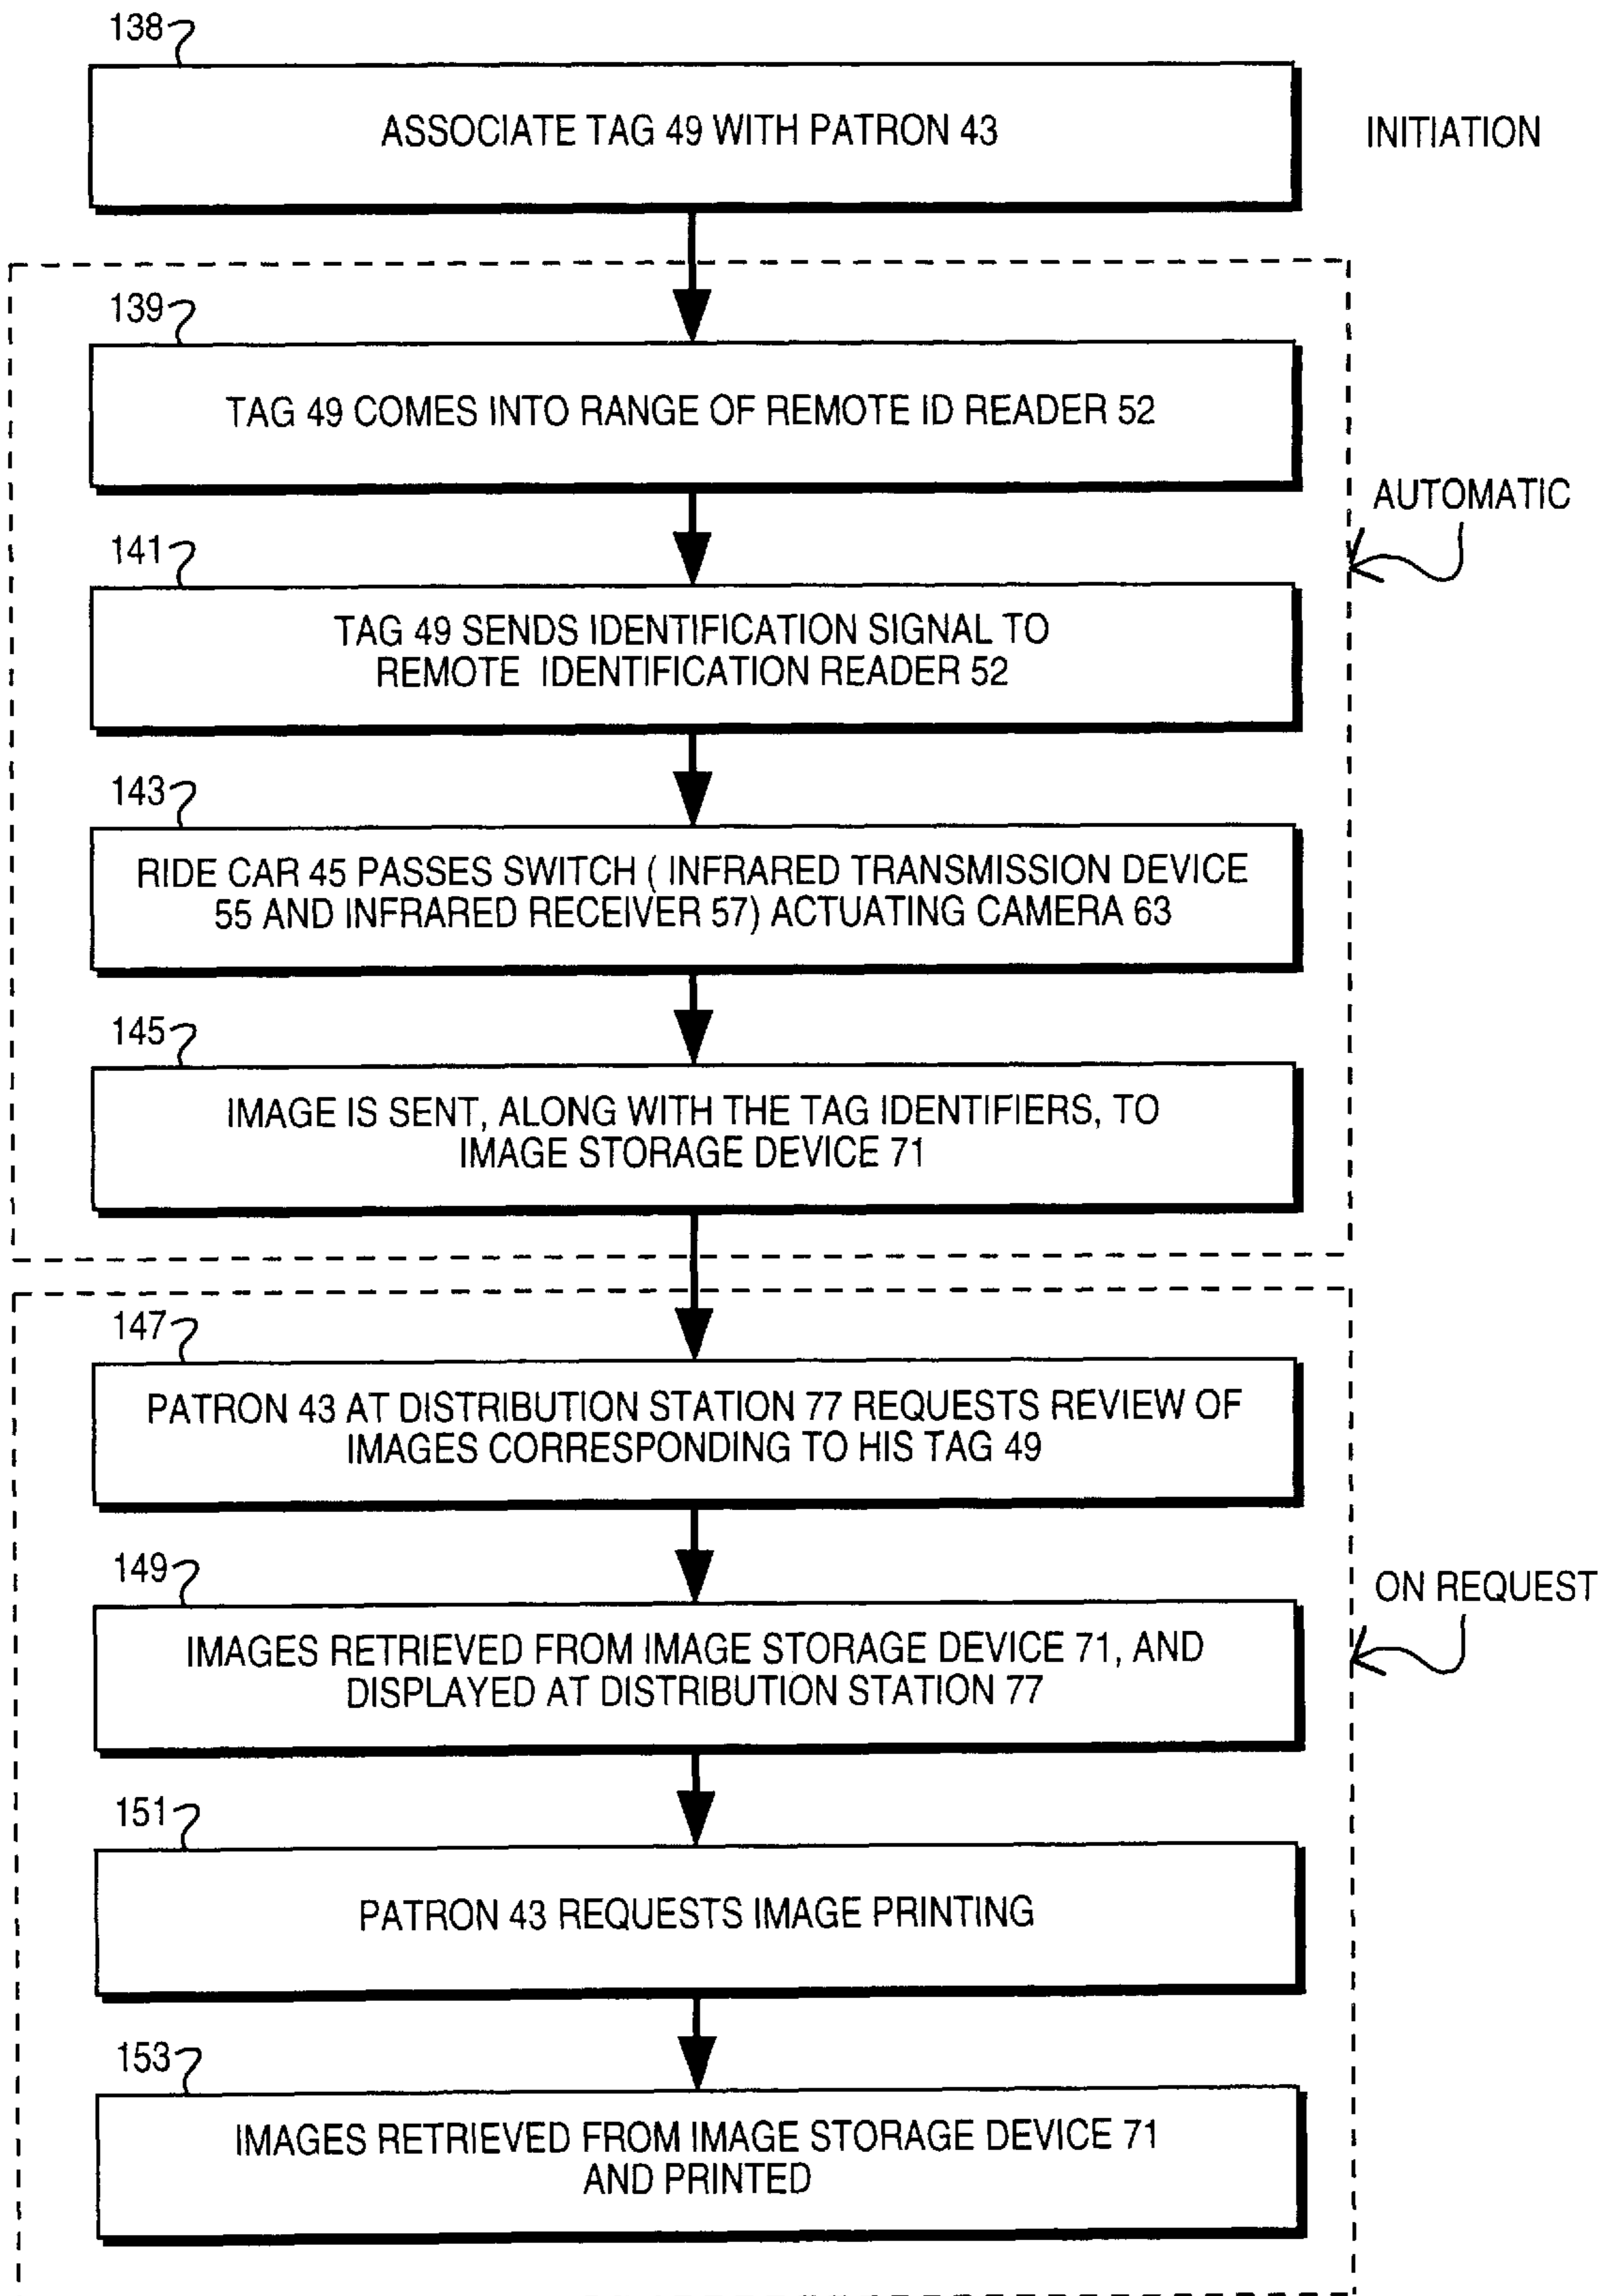 138
ASSOCIATE TAG 49 WITH PATRON 43
INITIATION
139
TAG 49 COMES INTO RANGE OF REMOTE ID READER 52
AUTOMATIC
141
TAG 49 SENDS IDENTIFICATION SIGNAL TO
REMOTE IDENTIFICATION READER 52
143
RIDE CAR 45 PASSES SWITCH ( INFRARED TRANSMISSION DEVICE
55 AND INFRARED RECEIVER 57) ACTUATING CAMERA 63
145
IMAGE IS SENT, ALONG WITH THE TAG IDENTIFIERS, TO
IMAGE STORAGE DEVICE 71
147
PATRON 43 AT DISTRIBUTION STATION 77 REQUESTS REVIEW OF
IMAGES CORRESPONDING TO HIS TAG 49
149
ON REQUEST
IMAGES RETRIEVED FROM IMAGE STORAGE DEVICE 71, AND
DISPLAYED AT DISTRIBUTION STATION 77
151
PATRON 43 REQUESTS IMAGE PRINTING
153
IMAGES RETRIEVED FROM IMAGE STORAGE DEVICE 71
AND PRINTED